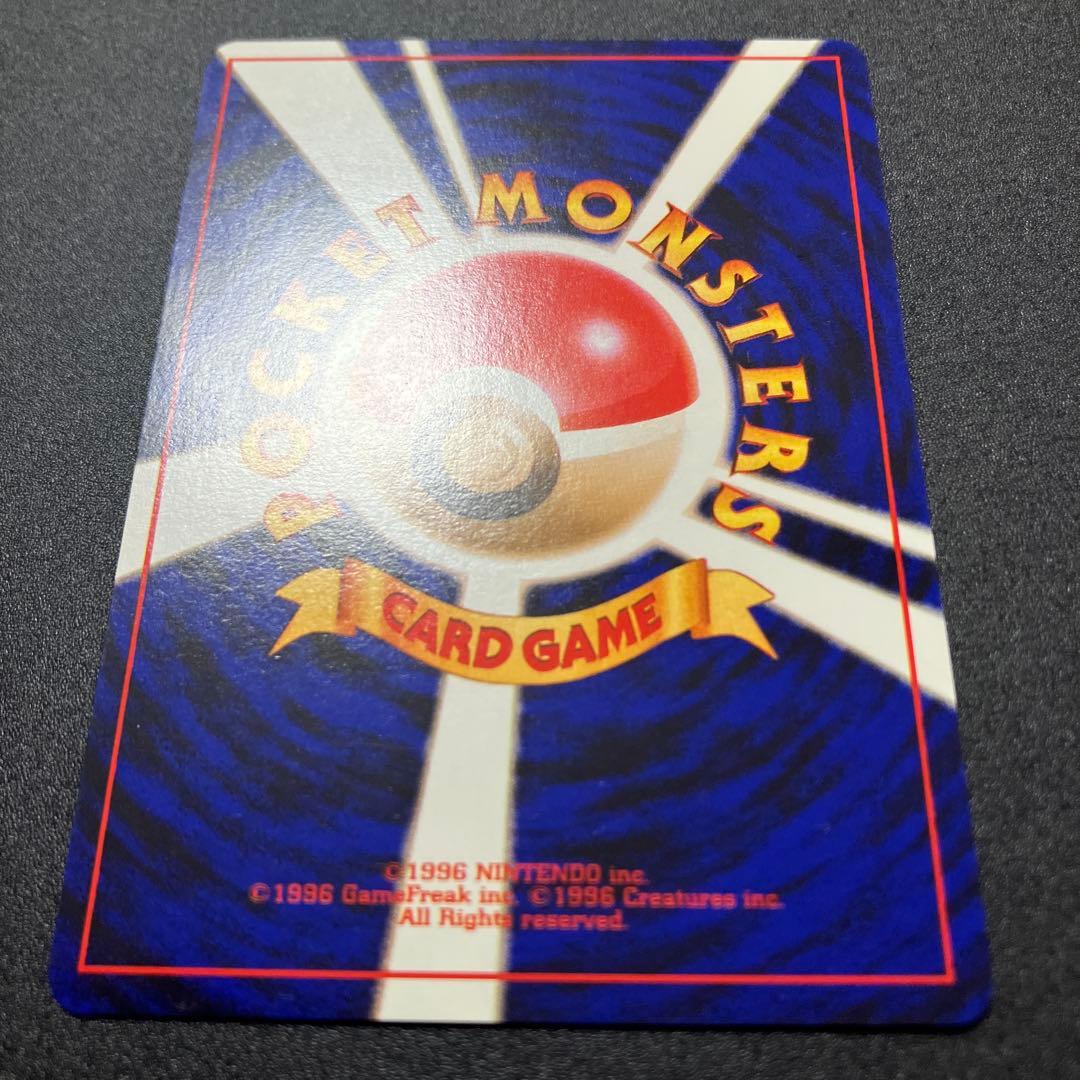 POCKET MONSTERS
CARD GAME
©1996 NINTENDO inc.
©1996 GameFreak inc. ©1996 Creatures inc.
All Rights reserved.